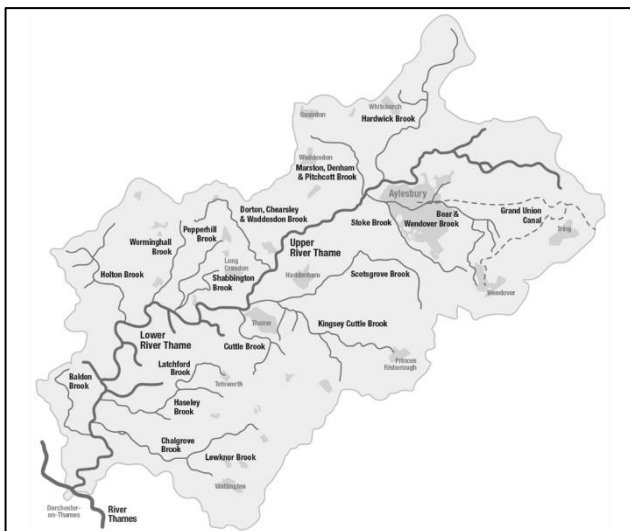 Whitchurch
Hardwick Brook
Quainton
Waddesdon
Marston, Denham
& Pitchcott Brook
Aylesbury
Dorton, Chearsley
& Waddesdon Brook
Stoke Brook
Bear &
Wendover Brook
Grand Union
Canal
Tring
Pepperhill
Brook
Upper
River Thame
Worminghall
Brook
Long
Crendon
Holton Brook
Shabbington
Brook
Haddenham
Scotsgrove Brook
Wendover
Thame
Kingsey Cuttle Brook
Lower
River Thame
Cuttle Brook
Latchford
Brook
Princes
Risborough
Baldon
Brook
Tetsworth
Haseley
Brook
Chalgrove
Brook
Lewknor Brook
Watlington
Dorchester-
on-Thames
River
Thames